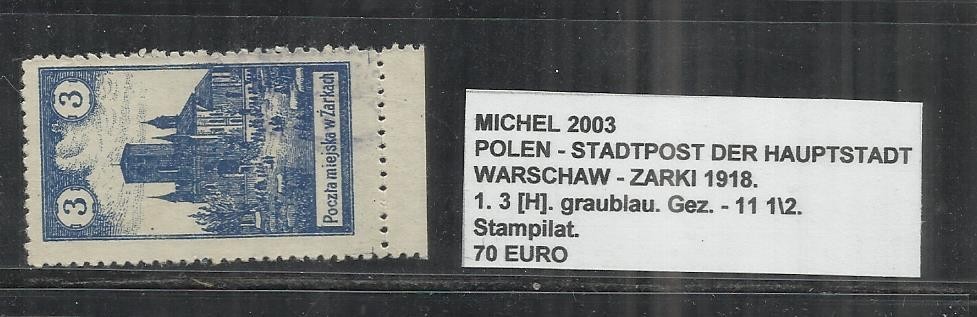 3
3
Poczta miejska w Żarkach
MICHEL 2003
POLEN - STADTPOST DER HAUPTSTADT
WARSCHAW - ZARKI 1918.
1. 3 [H]. graublau. Gez. - 11 1\2.
Stampilat.
70 EURO